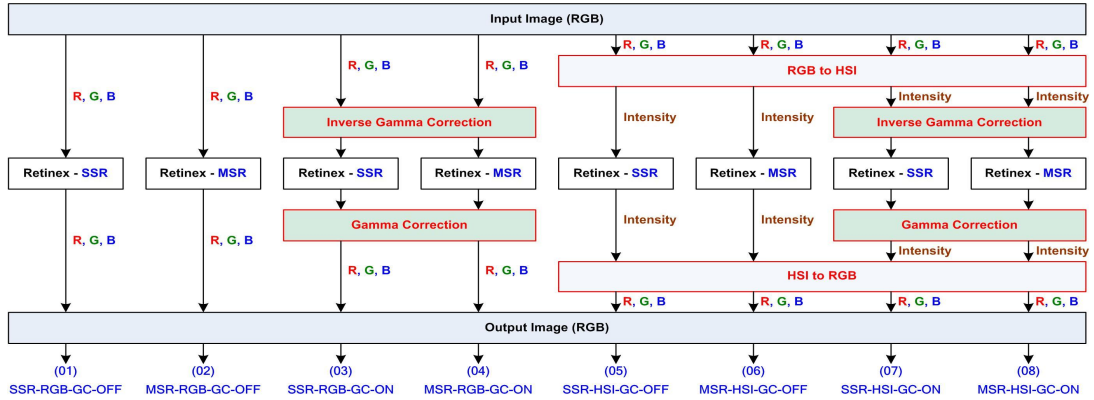 Input Image (RGB)
R, G, B R, G, B R, G, B R, G, B
R, G, B R, G, B
RGB to HSI
R, G, B R, G, B
Intensity Intensity
Inverse Gamma Correction Intensity Intensity Inverse Gamma Correction
Retinex - SSR Retinex - MSR Retinex - SSR Retinex - MSR Retinex - SSR Retinex - MSR Retinex - SSR Retinex - MSR
Gamma Correction Intensity Intensity Gamma Correction
R, G, B R, G, B
Intensity Intensity
R, G, B R, G, B
HSI to RGB
R, G, B R, G, B R, G, B R, G, B
Output Image (RGB)
(01) (02) (03) (04) (05) (06) (07) (08)
SSR-RGB-GC-OFF MSR-RGB-GC-OFF SSR-RGB-GC-ON MSR-RGB-GC-ON SSR-HSI-GC-OFF MSR-HSI-GC-OFF SSR-HSI-GC-ON MSR-HSI-GC-ON